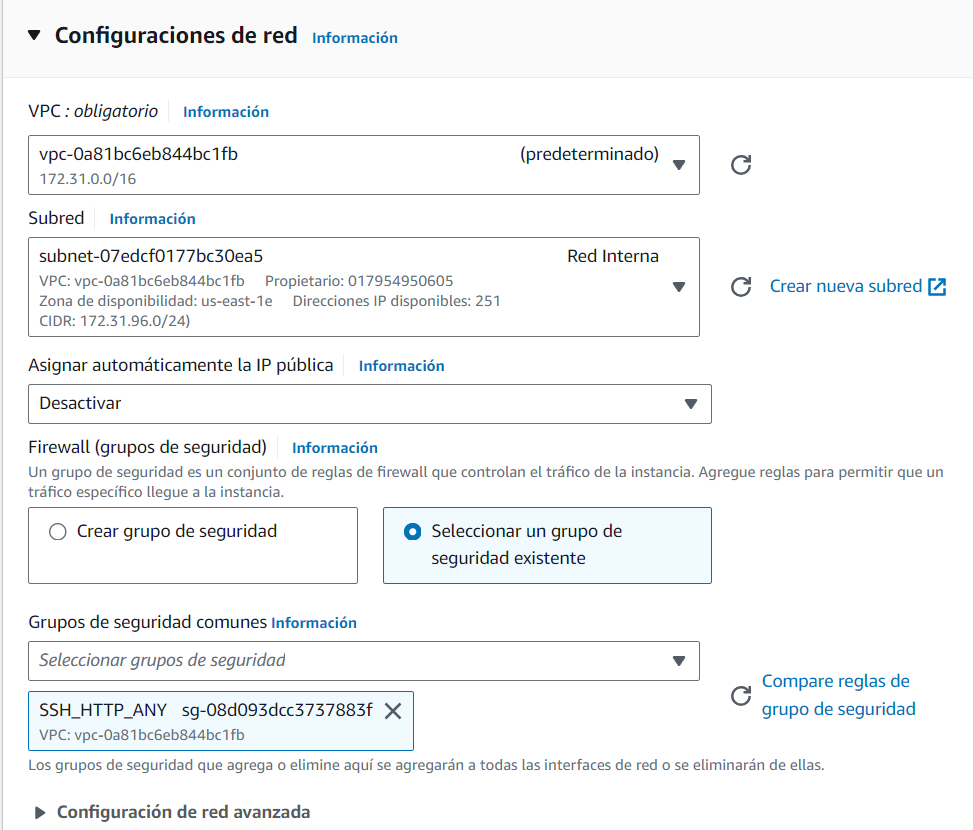 Configuraciones de red Información
VPC : obligatorio Información
vpc-0a81bc6eb844bc1fb (predeterminado)
172.31.0.0/16
Subred Información
subnet-07edcf0177bc30ea5 Red Interna
VPC: vpc-0a81bc6eb844bc1fb Propietario: 017954950605
Zona de disponibilidad: us-east-1e Direcciones IP disponibles: 251
CIDR: 172.31.96.0/24)
Crear nueva subred
Asignar automáticamente la IP pública Información
Desactivar
Firewall (grupos de seguridad) Información
Un grupo de seguridad es un conjunto de reglas de firewall que controlan el tráfico de la instancia. Agregue reglas para permitir que un
tráfico específico llegue a la instancia.
Crear grupo de seguridad
Seleccionar un grupo de
seguridad existente
Grupos de seguridad comunes Información
Seleccionar grupos de seguridad
SSH_HTTP_ANY sg-08d093dcc3737883f
VPC: vpc-0a81bc6eb844bc1fb
Compare reglas de
grupo de seguridad
Los grupos de seguridad que agrega o elimine aquí se agregarán a todas las interfaces de red o se eliminarán de ellas.
Configuración de red avanzada